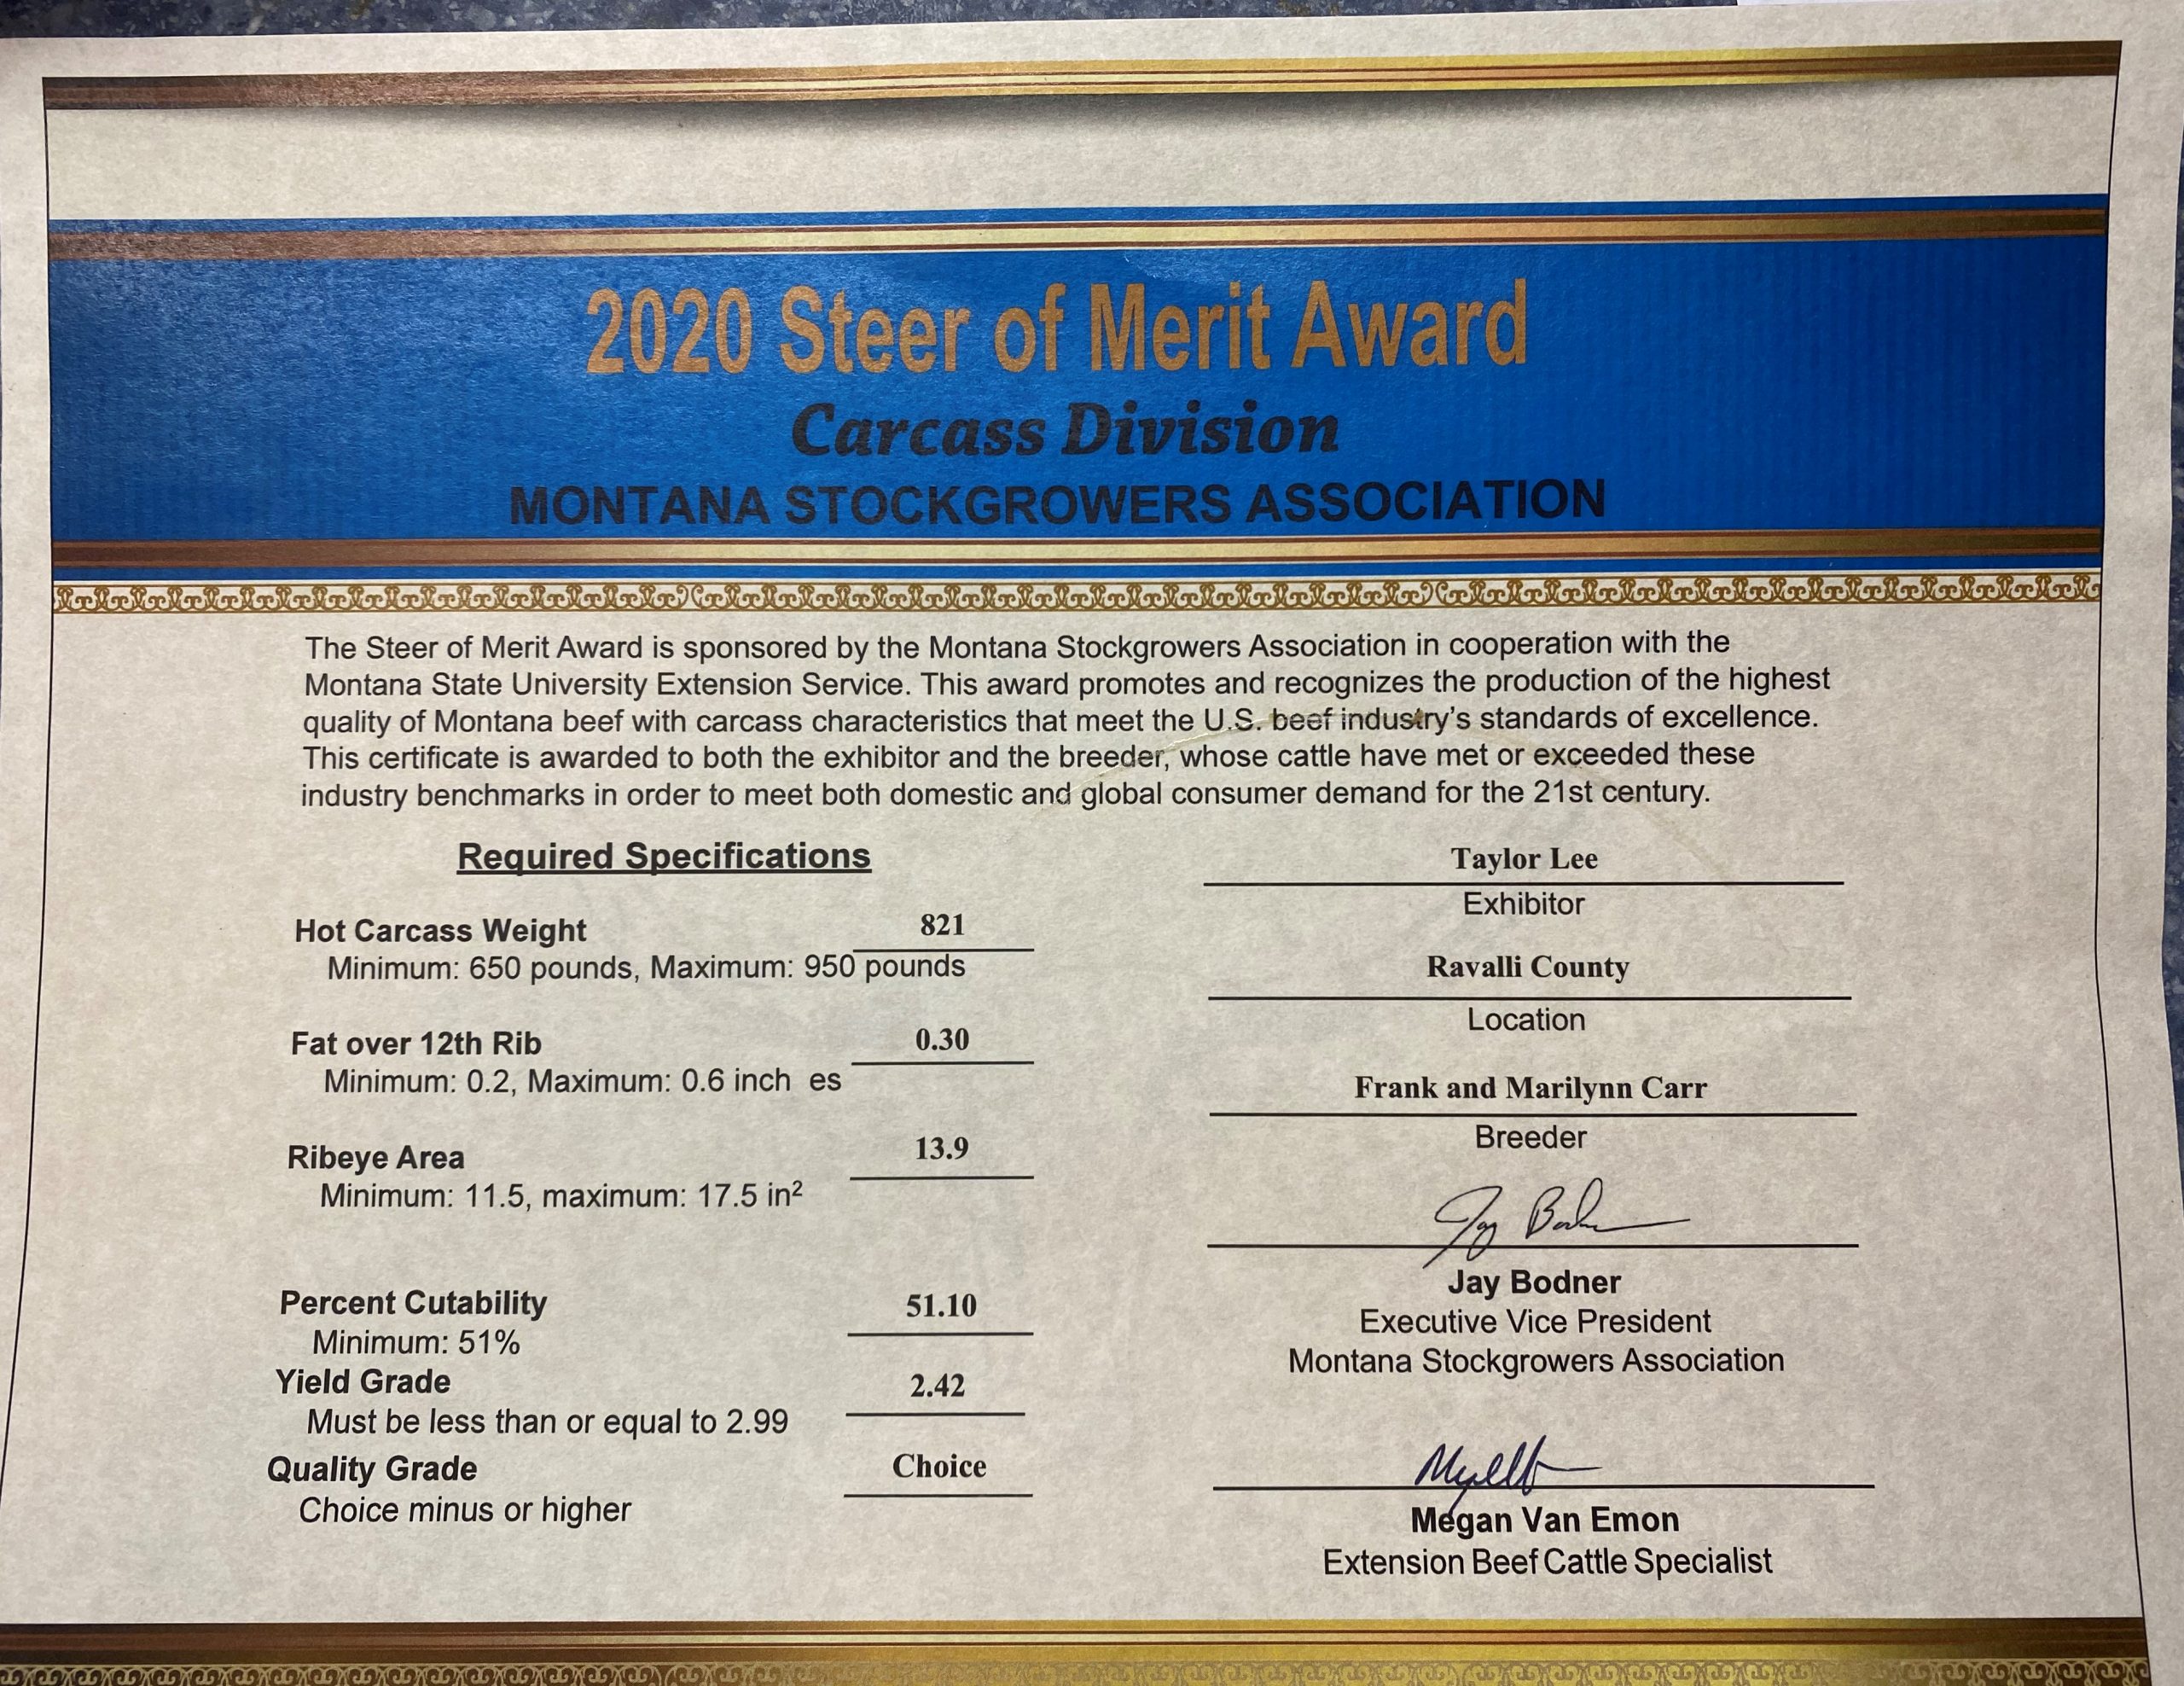 2020 Steer of Merit Award
Carcass Division
MONTANA STOCKGROWERS ASSOCIATION
The Steer of Merit Award is sponsored by the Montana Stockgrowers Association in cooperation with the
Montana State University Extension Service. This award promotes and recognizes the production of the highest
quality of Montana beef with carcass characteristics that meet the U.S. beef industry's standards of excellence.
This certificate is awarded to both the exhibitor and the breeder, whose cattle have met or exceeded these
industry benchmarks in order to meet both domestic and global consumer demand for the 21st century.
Required Specifications
Hot Carcass Weight 821
Minimum: 650 pounds, Maximum: 950 pounds
Fat over 12th Rib 0.30
Minimum: 0.2, Maximum: 0.6 inch es
Ribeye Area 13.9
Minimum: 11.5, maximum: 17.5 in²
Percent Cutability 51.10
Minimum: 51%
Yield Grade 2.42
Must be less than or equal to 2.99
Quality Grade Choice
Choice minus or higher
Taylor Lee
Exhibitor
Ravalli County
Location
Frank and Marilynn Carr
Breeder
Jay Bodner
Jay Bodner
Executive Vice President
Montana Stockgrowers Association
Megan Van Emon
Extension Beef Cattle Specialist